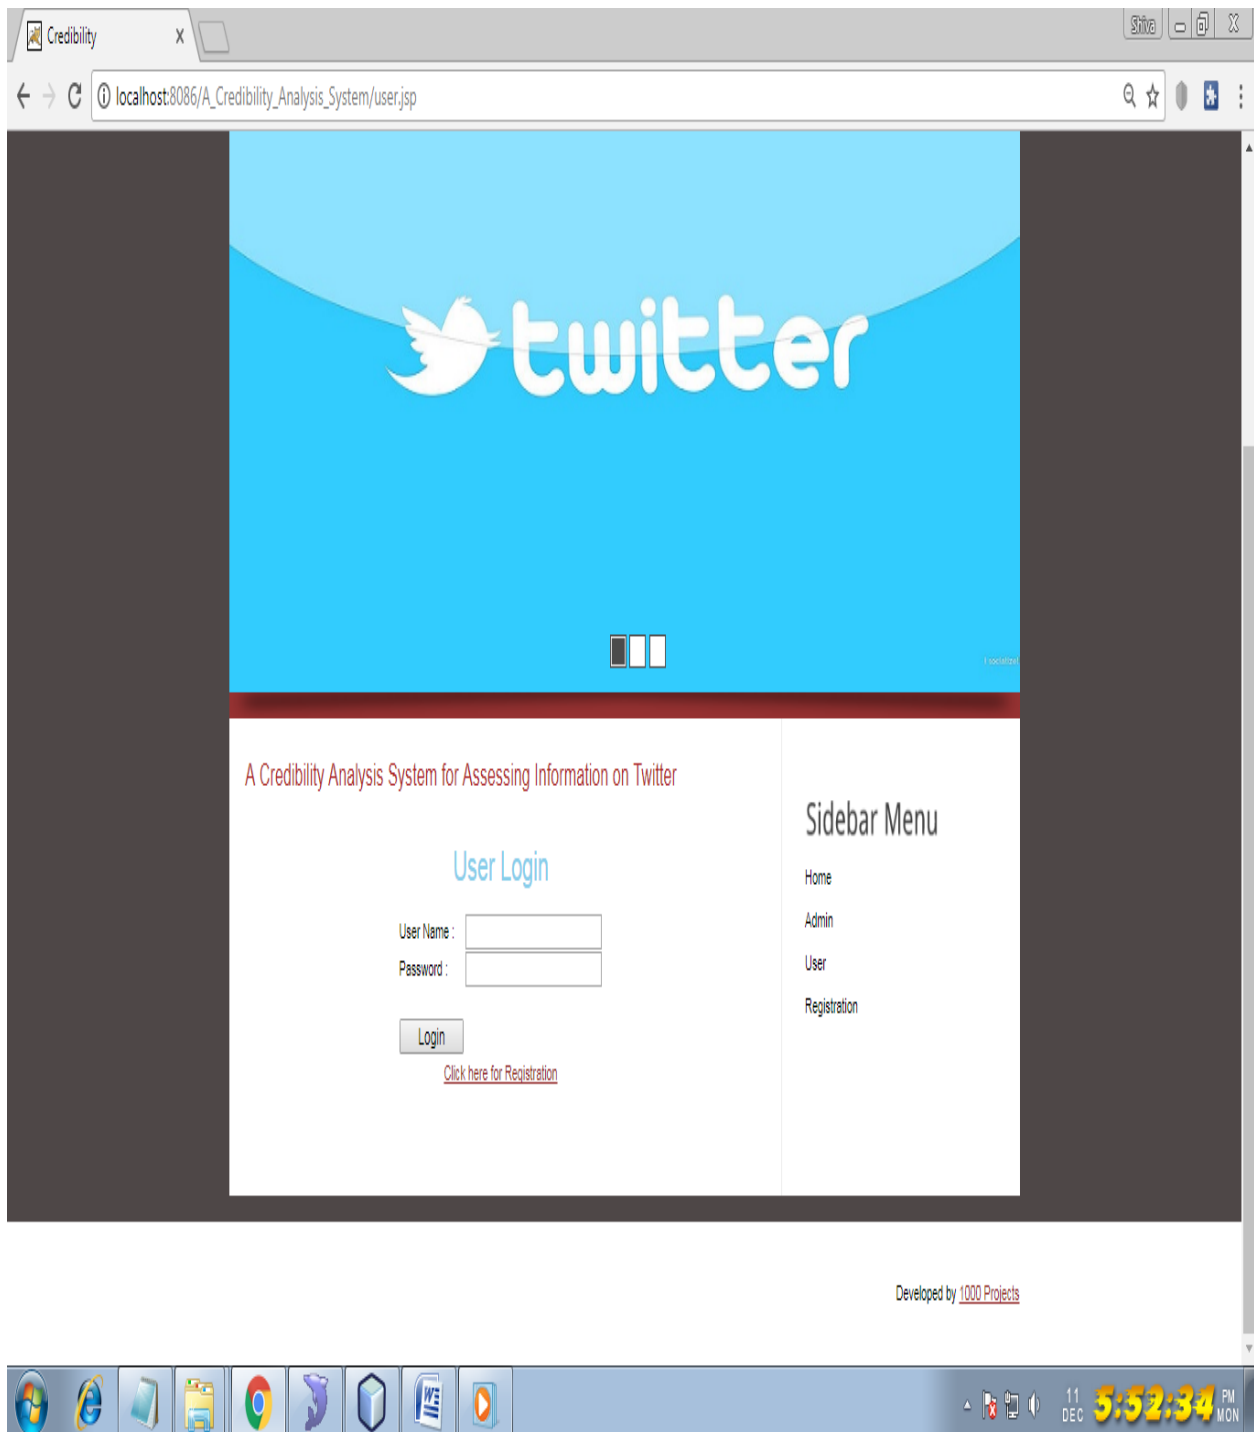 Credibility
Shiva
localhost:8086/A_Credibility_Analysis_System/user.jsp
twitter
A Credibility Analysis System for Assessing Information on Twitter
User Login
User Name :
Password :
Login
Click here for Registration
Sidebar Menu
Home
Admin
User
Registration
Developed by 1000 Projects
11
DEC
5:52:34
PM
MON